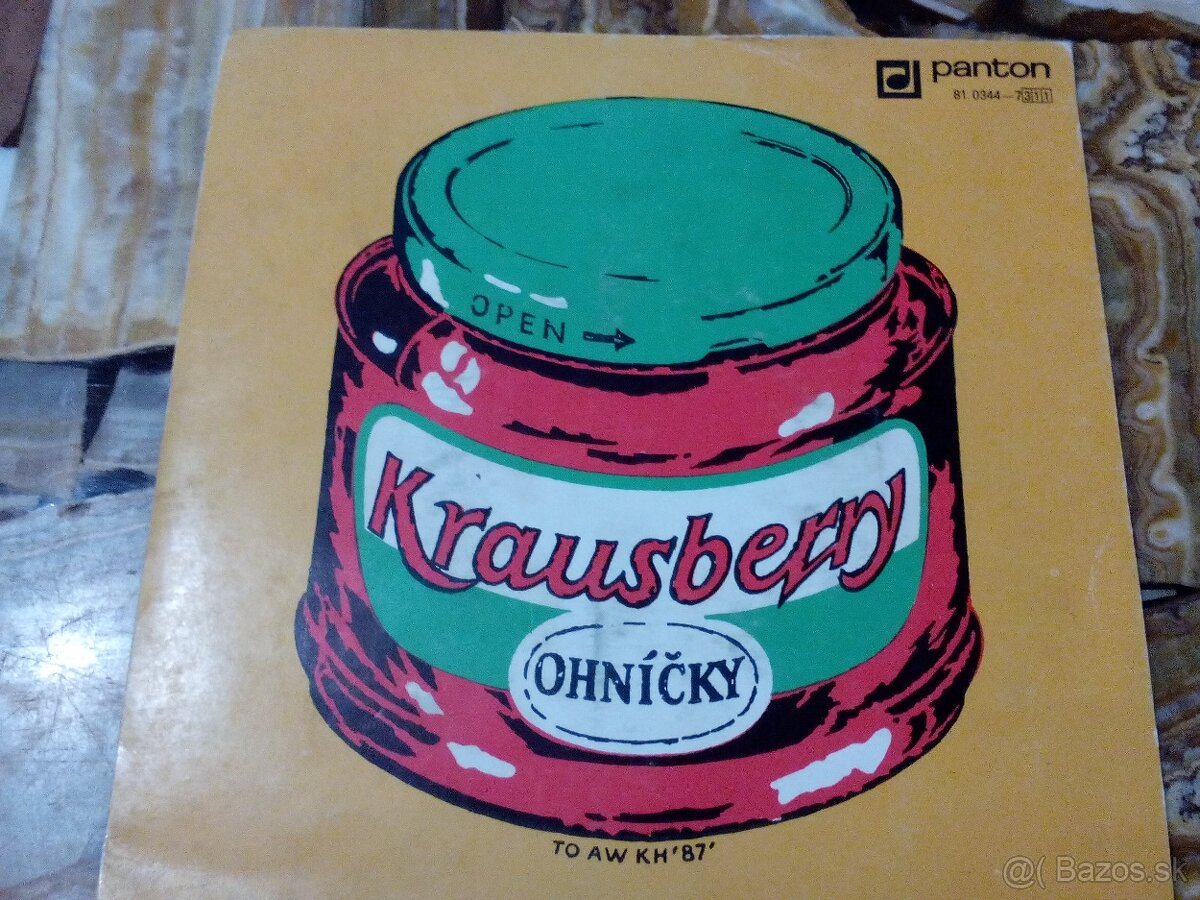 panton
81 0344-7311
OPEN →
Krausberry
OHNÍČKY
TO AW KH'87'
@( Bazos.sk